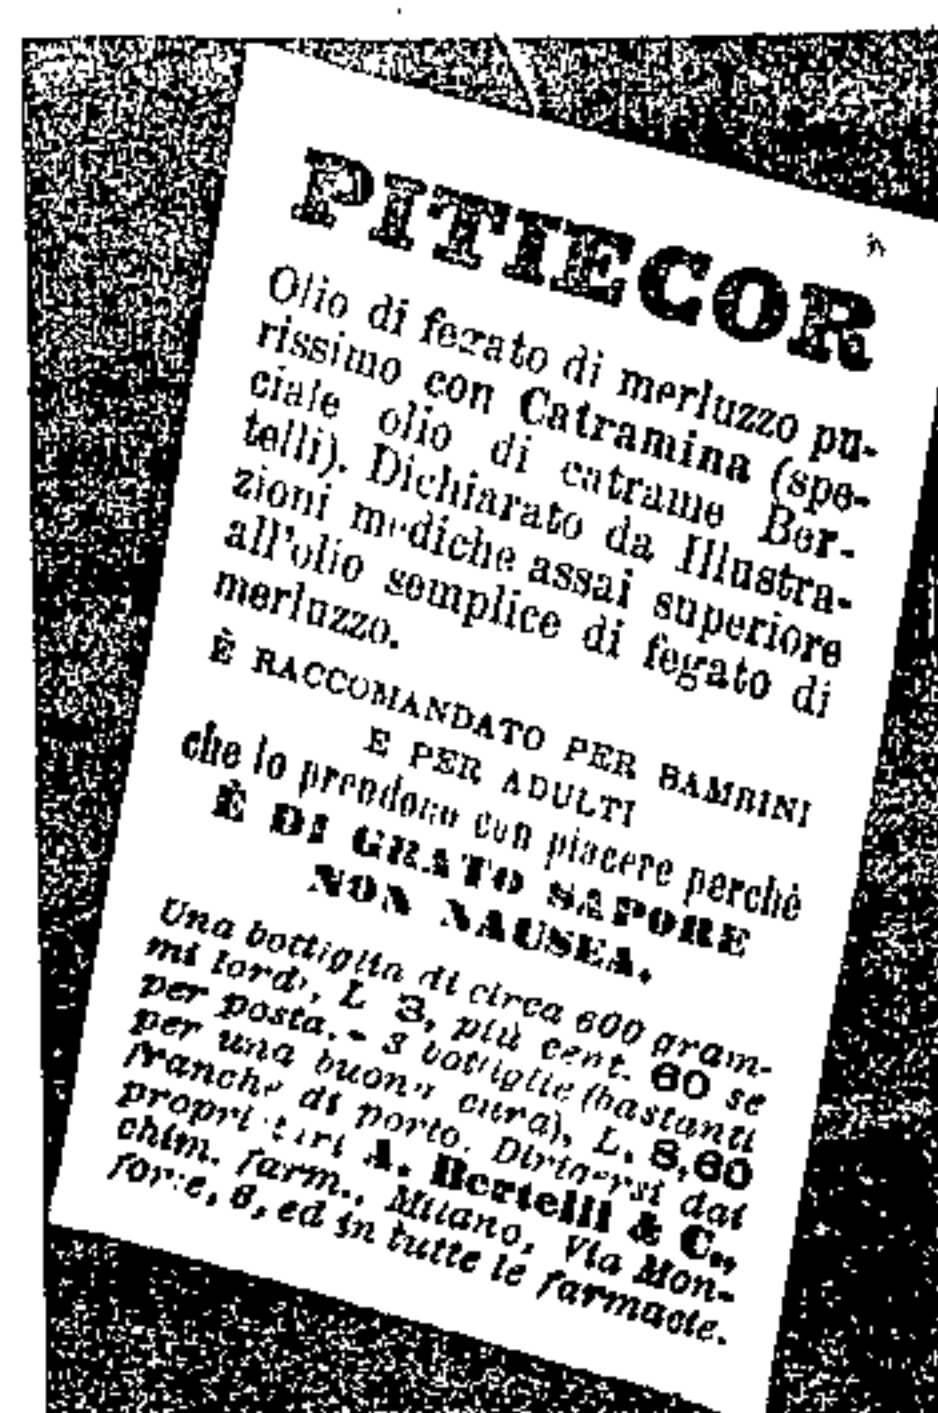 PITIECOR
Olio di fegato di merluzzo pu-
rissimo con Catramina (spe-
ciale olio di catrame Ber-
telli). Dichiarato da Illustra-
zioni mediche assai superiore
all'olio semplice di fegato di
merluzzo.
È RACCOMANDATO PER BAMBINI
E PER ADULTI
che lo prendono con piacere perchè
È DI GRATO SAPORE
NON NAUSEA.
Una bottiglia di circa 600 gram-
mi lordi, L. 3, più cent. 60 se
per posta. - 3 bottiglie (bastanti
per una buona cura), L. 8,60
franche di porto. Dirigersi dai
proprietari A. Bertelli & C.,
chim. farm., Milano, Via Mon-
forte, 6, ed in tutte le farmacie.